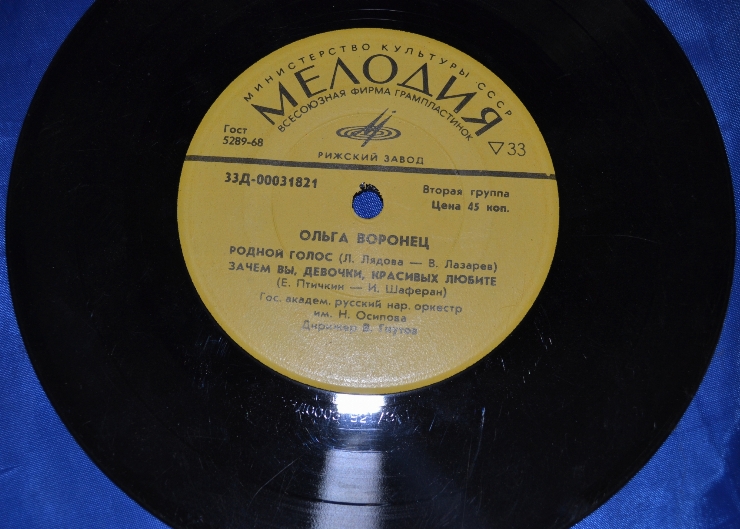 МИНИСТЕРСТВО КУЛЬТУРЫ СССР
МЕЛОДИЯ
ВСЕСОЮЗНАЯ ФИРМА ГРАМПЛАСТИНОК
Гост
5289-68
▽33
РИЖСКИЙ ЗАВОД
33Д-00031821
Вторая группа
Цена 45 коп.
ОЛЬГА ВОРОНЕЦ
РОДНОЙ ГОЛОС (Л. Лядова — В. Лазарев)
ЗАЧЕМ ВЫ, ДЕВОЧКИ, КРАСИВЫХ ЛЮБИТЕ
(Е. Птичкин — И. Шаферан)
Гос. академ. русский нар. оркестр
им. Н. Осипова
Дирижер В. Гнутов